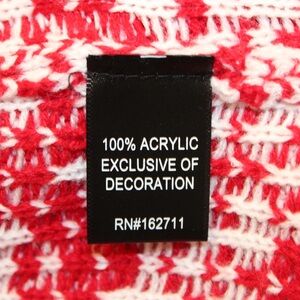 100% ACRYLIC
EXCLUSIVE OF
DECORATION
RN#162711